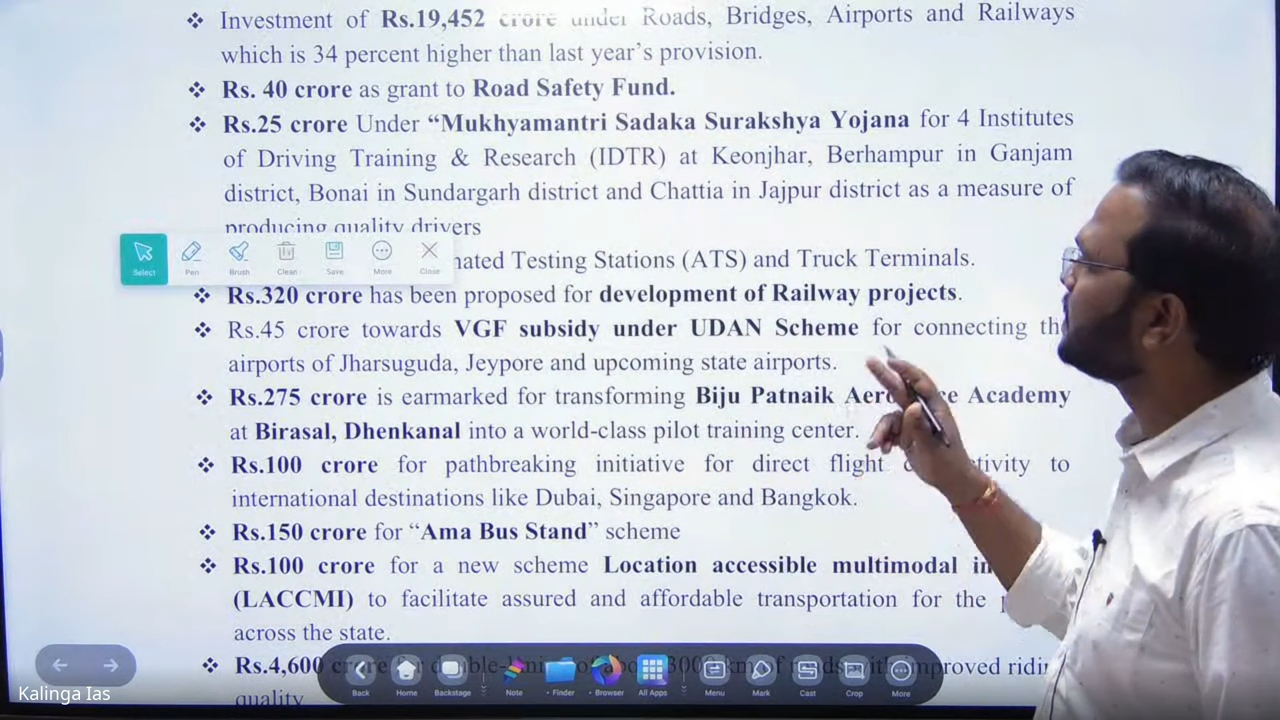 ❖ Investment of Rs.19,452 crore under Roads, Bridges, Airports and Railways
which is 34 percent higher than last year's provision.
❖ Rs. 40 crore as grant to Road Safety Fund.
❖ Rs.25 crore Under “Mukhyamantri Sadaka Surakshya Yojana for 4 Institutes
of Driving Training & Research (IDTR) at Keonjhar, Berhampur in Ganjam
district, Bonai in Sundargarh district and Chattia in Jajpur district as a measure of
producing quality drivers
Testing Stations (ATS) and Truck Terminals.
Select Pen Brush Clean Save More Close
❖ Rs.320 crore has been proposed for development of Railway projects.
❖ Rs.45 crore towards VGF subsidy under UDAN Scheme for connecting
airports of Jharsuguda, Jeypore and upcoming state airports.
❖ Rs.275 crore is earmarked for transforming Biju Patnaik Academy
at Birasal, Dhenkanal into a world-class pilot training center.
❖ Rs.100 crore for pathbreaking initiative for direct flight to
international destinations like Dubai, Singapore and Bangkok.
❖ Rs.150 crore for “Ama Bus Stand” scheme
❖ Rs.100 crore for a new scheme Location accessible multimodal
(LACCMI) to facilitate assured and affordable transportation for the
across the state.
❖ Rs.4,600
quality
Back Home Backstage Note Finder Browser All Apps Menu Mark Cast Crop More
Kalinga Ias